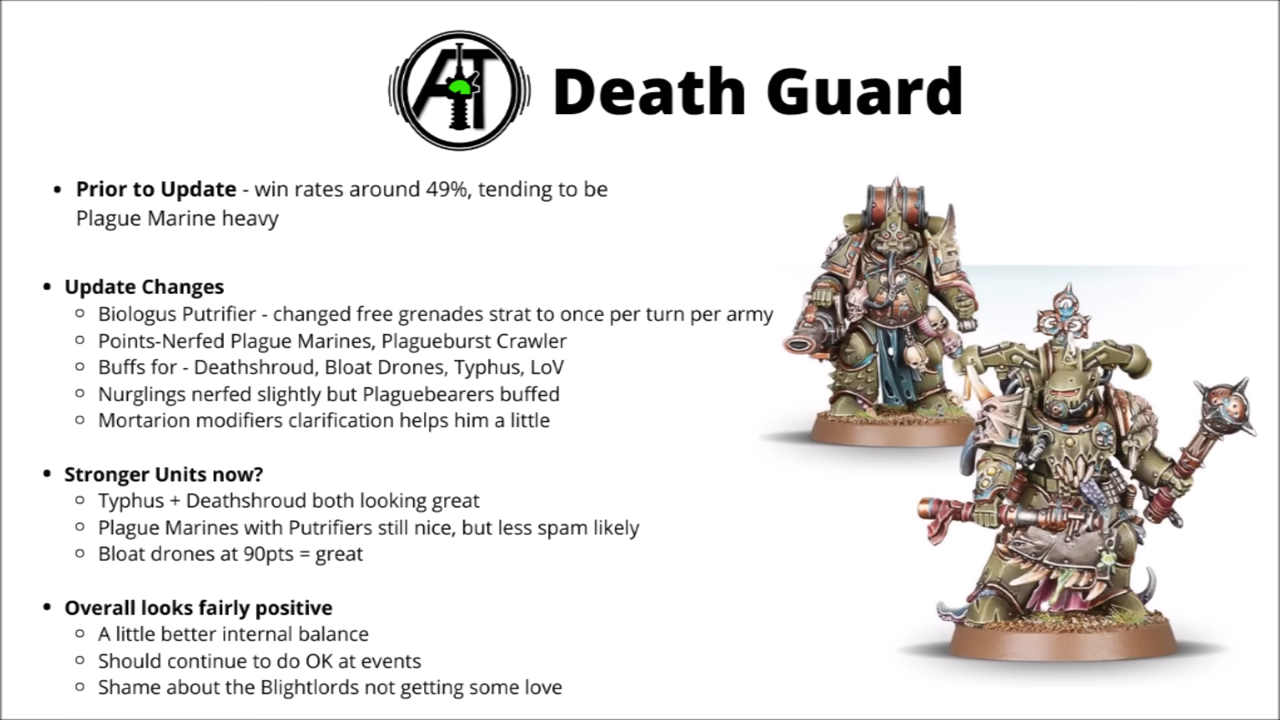 AT
Death Guard
Prior to Update - win rates around 49%, tending to be
Plague Marine heavy
Update Changes
Biologus Putrifier - changed free grenades strat to once per turn per army
Points-Nerfed Plague Marines, Plagueburst Crawler
Buffs for - Deathshroud, Bloat Drones, Typhus, LoV
Nurglings nerfed slightly but Plaguebearers buffed
Mortarion modifiers clarification helps him a little
Stronger Units now?
Typhus + Deathshroud both looking great
Plague Marines with Putrifiers still nice, but less spam likely
Bloat drones at 90pts = great
Overall looks fairly positive
A little better internal balance
Should continue to do OK at events
Shame about the Blightlords not getting some love